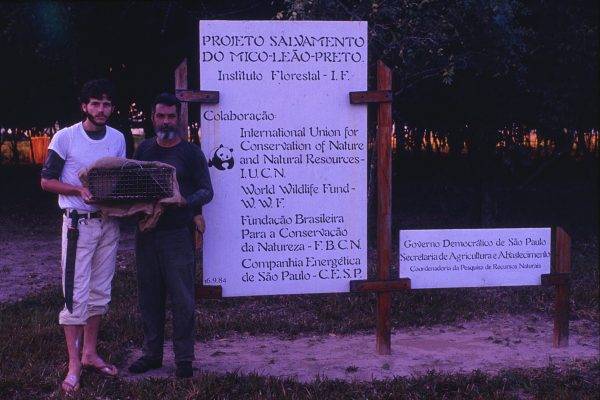 PROJETO SALVAMENTO
DO MICO-LEÃO-PRETO.
Instituto Florestal - I.F.
Colaboração:
International Union for
Conservation of Nature
and Natural Resources-
I.U.C.N.
World Wildlife Fund -
W.W.F.
Fundação Brasileira
Para a Conservação
da Natureza - F.B.C.N.
Companhia Energética
de São Paulo - C.E.S.P.
16.9.84
Governo Democrático de São Paulo
Secretaria de Agricultura e Abastecimento
Coordenadoria da Pesquisa de Recursos Naturais